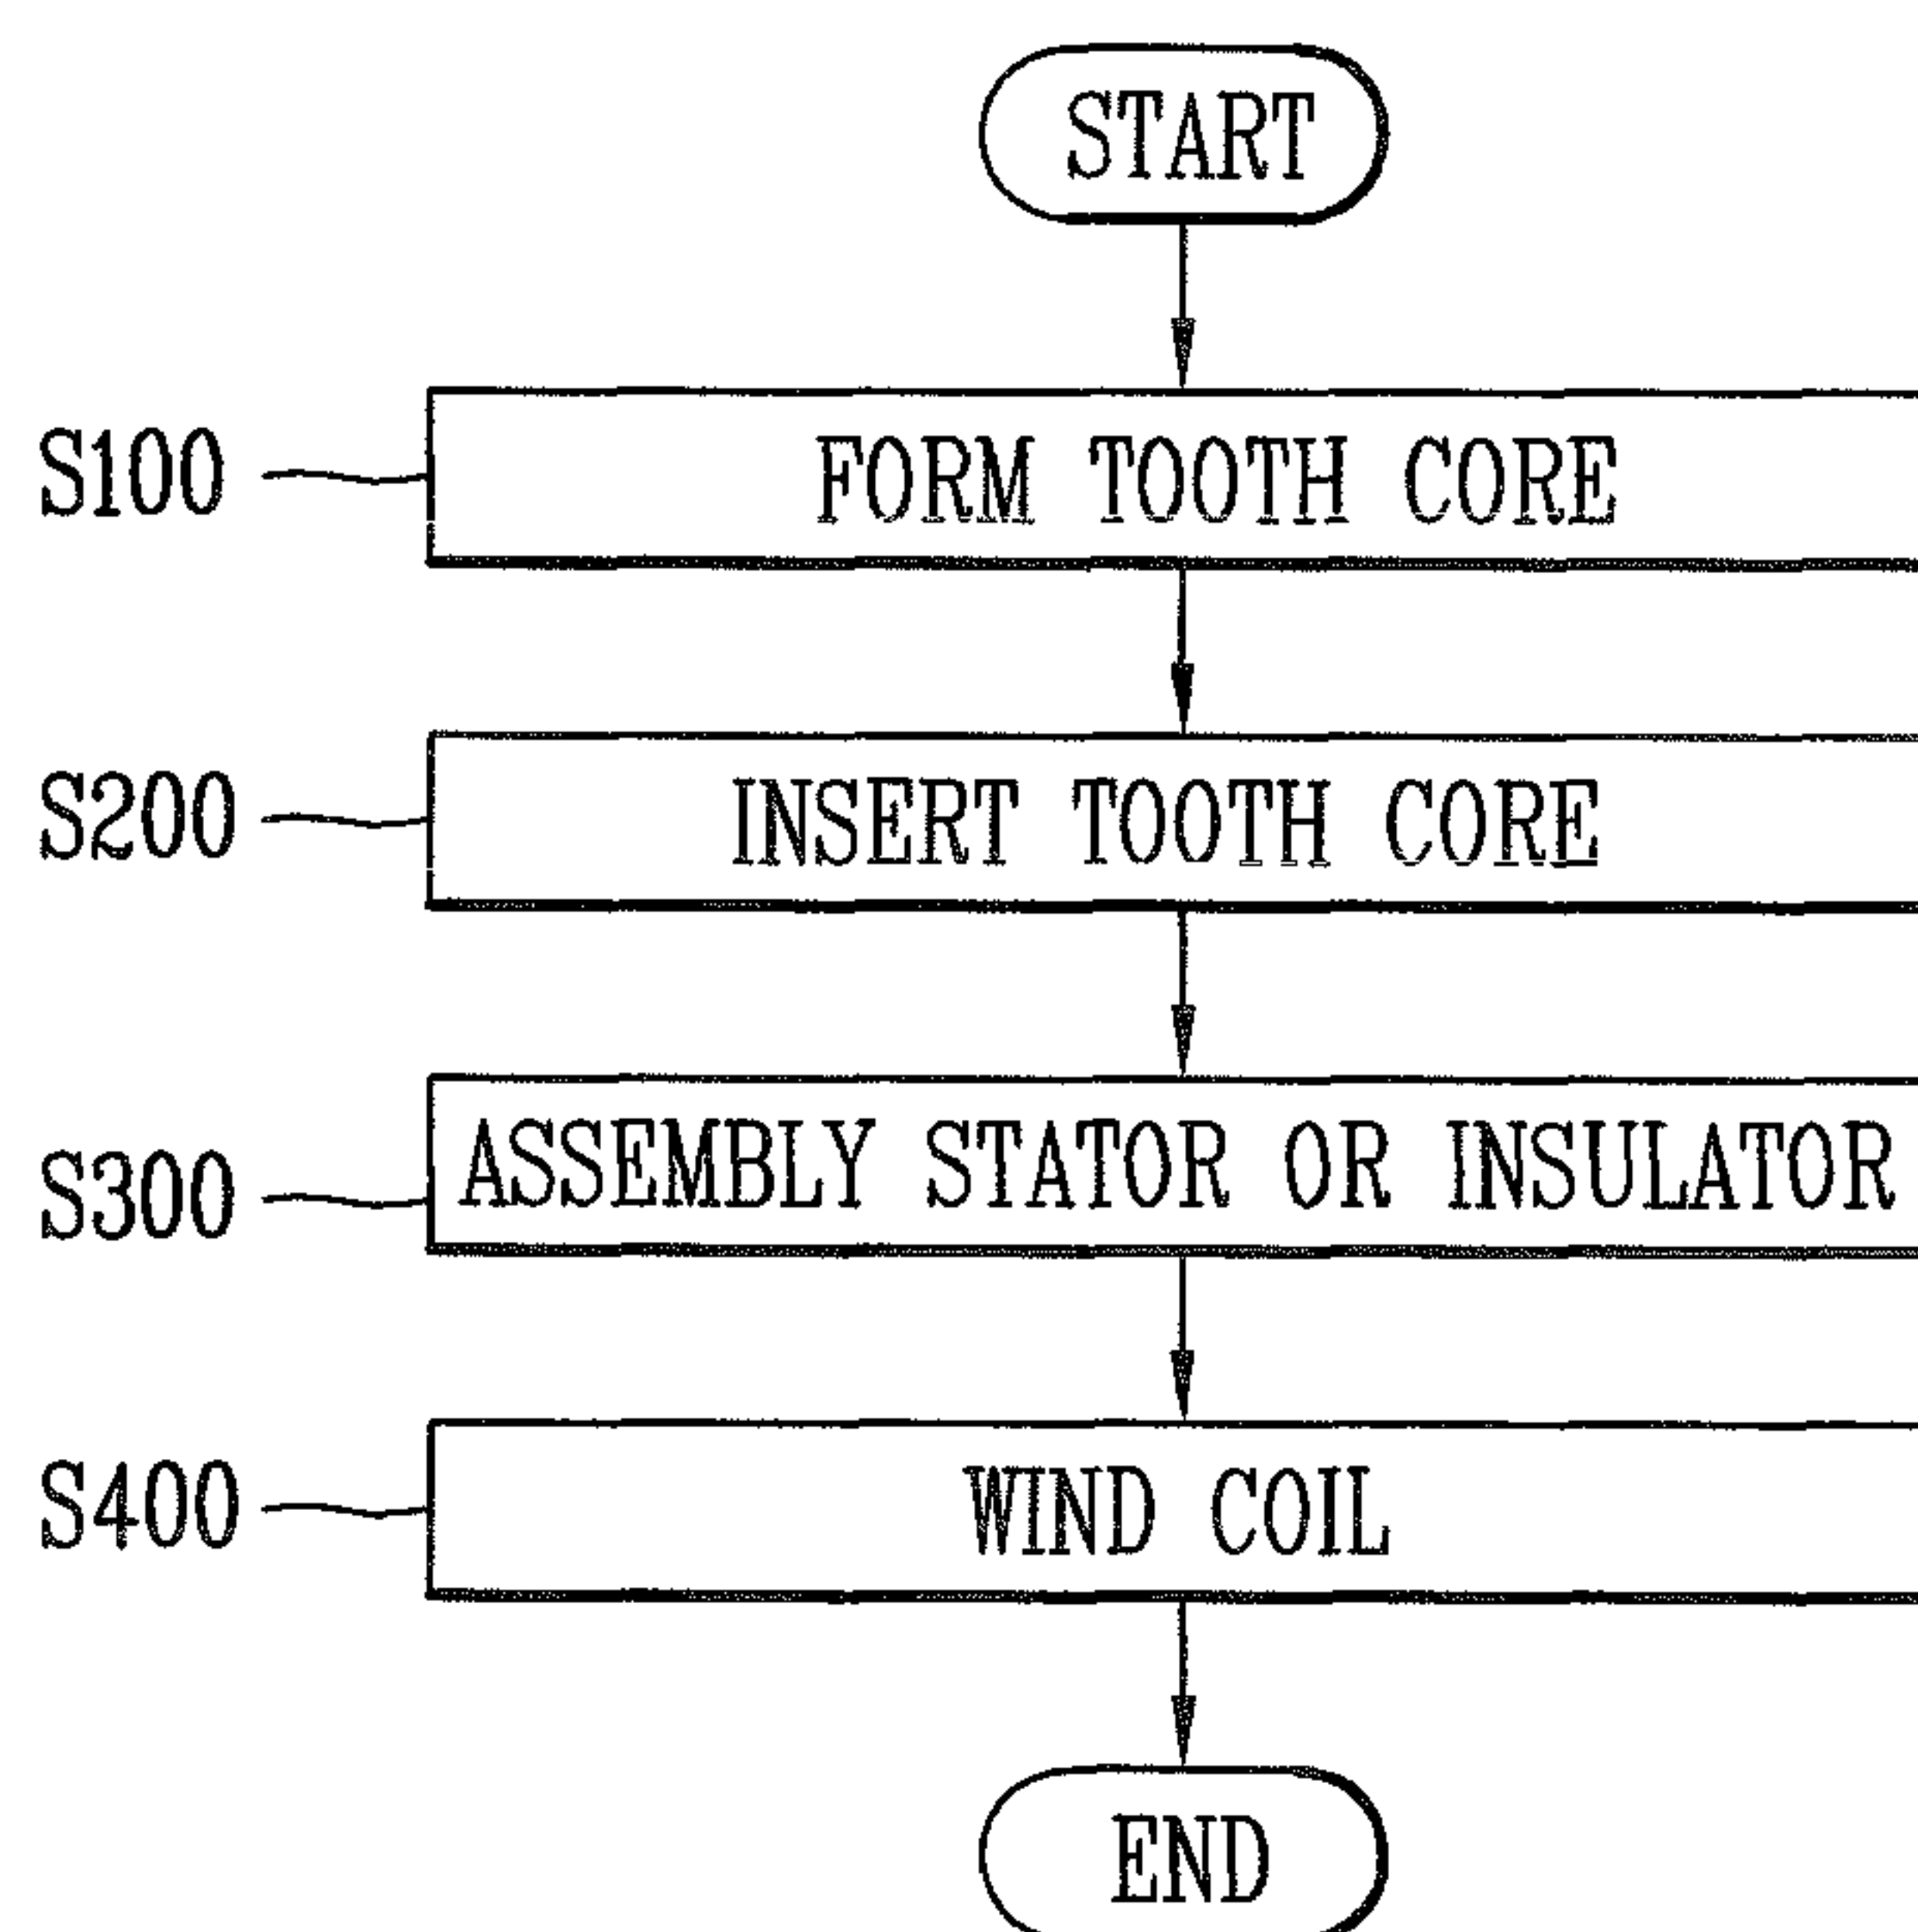 START
S100 FORM TOOTH CORE
S200 INSERT TOOTH CORE
S300 ASSEMBLY STATOR OR INSULATOR
S400 WIND COIL
END